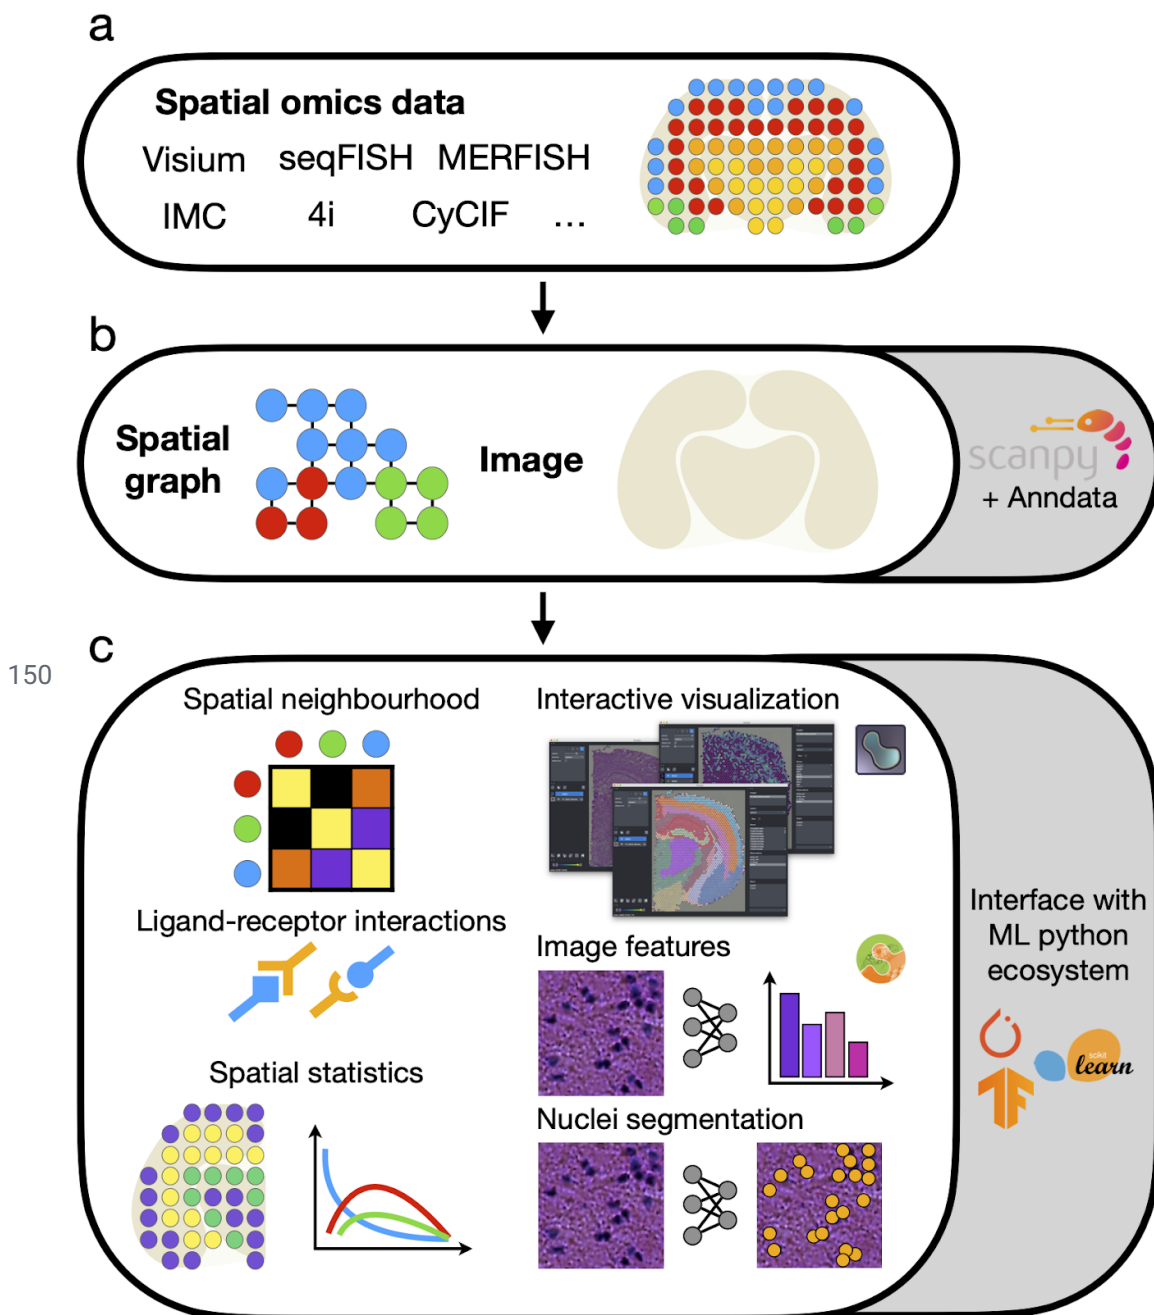 a
Spatial omics data
Visium seqFISH MERFISH
IMC 4i CyCIF ...
b
Spatial
graph
Image
scanpy
+ Anndata
150
c
Spatial neighbourhood
Interactive visualization
Ligand-receptor interactions
Image features
Spatial statistics
Nuclei segmentation
Interface with
ML python
ecosystem
scikit
learn